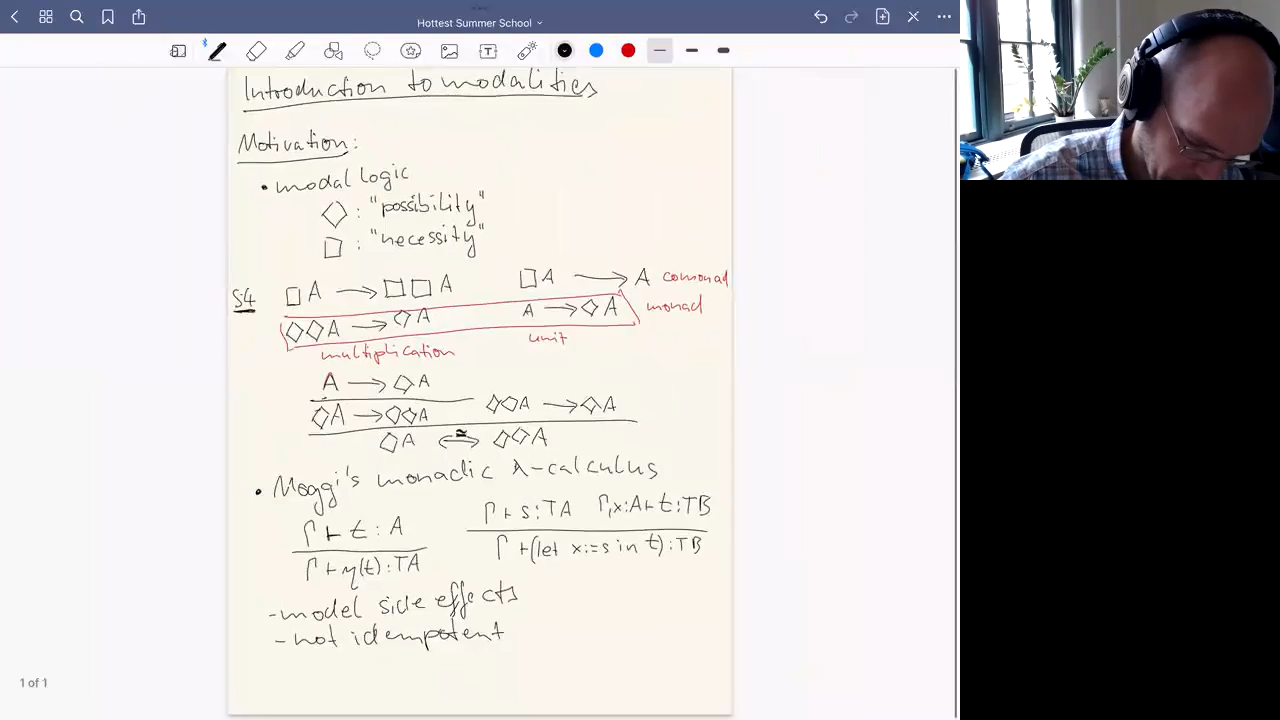 Hottest Summer School
Introduction to modalities
Motivation:
• modal logic
◇ : "possibility"
□ : "necessity"
□A → □□A □A → A comonad
S4
◇◇A → ◇A A → ◇A monad
multiplication unit
A → ◇A
◇A → ◇◇A ◇◇A → ◇A
◇A ≃ ◇◇A
• Moggi's monadic λ-calculus
Γ ⊢ t : A Γ ⊢ s : TA Γ, x:A ⊢ t : TB
Γ ⊢ η(t) : TA Γ ⊢ (let x := s in t) : TB
- model side effects
- not idempotent
1 of 1